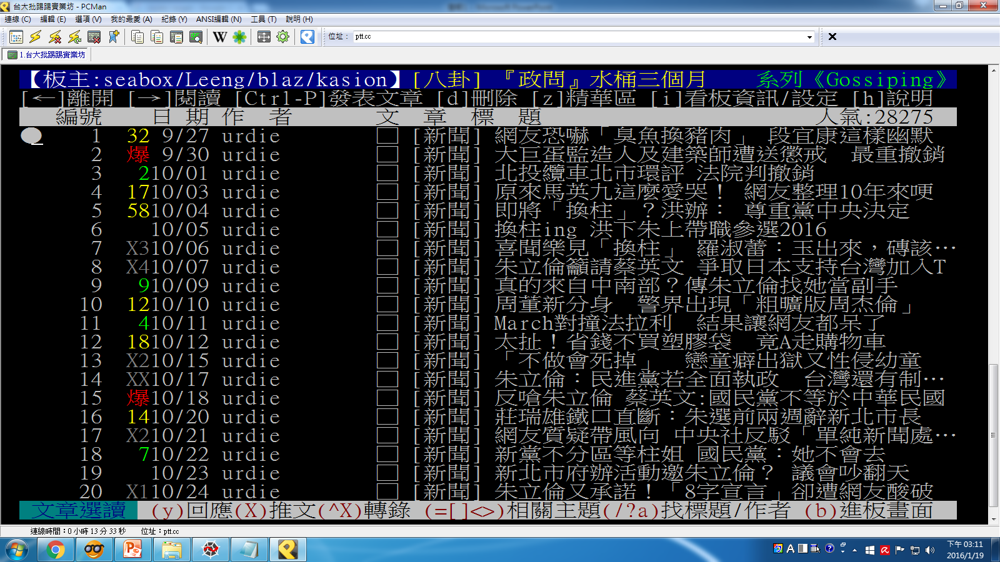 台大批踢踢實業坊 - PCMan
連線 (C) 編輯 (E) 選項 (V) 我的最愛 (A) 紀錄 (Y) ANSI編輯 (N) 工具 (T) 說明 (H)
位址： ptt.cc
1.台大批踢踢實業坊
【板主:seabox/Leeng/blaz/kasion】[八卦] 『政問』水桶三個月 系列《Gossiping》
[←]離開 [→]閱讀 [Ctrl-P]發表文章 [d]刪除 [z]精華區 [i]看板資訊/設定 [h]說明
編號 日 期 作 者 文 章 標 題 人氣:28275
1 32 9/27 urdie □ [新聞] 網友恐嚇「臭魚換豬肉」 段宜康這樣幽默
2 爆 9/30 urdie □ [新聞] 大巨蛋監造人及建築師遭送懲戒 最重撤銷
3 210/01 urdie □ [新聞] 北投纜車北市環評 法院判撤銷
4 1710/03 urdie □ [新聞] 原來馬英九這麼愛哭！ 網友整理10年來哽
5 5810/04 urdie □ [新聞] 即將「換柱」？洪辦： 尊重黨中央決定
6 10/05 urdie □ [新聞] 換柱ing 洪下朱上帶職參選2016
7 X310/06 urdie □ [新聞] 喜聞樂見「換柱」 羅淑蕾：玉出來，磚該…
8 X410/07 urdie □ [新聞] 朱立倫籲請蔡英文 爭取日本支持台灣加入T
9 910/09 urdie □ [新聞] 真的來自中南部？傳朱立倫找她當副手
10 1210/10 urdie □ [新聞] 周董新分身 警界出現「粗曠版周杰倫」
11 410/11 urdie □ [新聞] March對撞法拉利 結果讓網友都呆了
12 1810/12 urdie □ [新聞] 太扯！省錢不買塑膠袋 竟A走購物車
13 X210/15 urdie □ [新聞] 「不做會死掉」 戀童癖出獄又性侵幼童
14 XX10/17 urdie □ [新聞] 朱立倫：民進黨若全面執政 台灣還有制…
15 爆10/18 urdie □ [新聞] 反嗆朱立倫 蔡英文:國民黨不等於中華民國
16 1410/20 urdie □ [新聞] 莊瑞雄鐵口直斷：朱選前兩週辭新北市長
17 X210/21 urdie □ [新聞] 網友質疑帶風向 中央社反駁「單純新聞處…
18 710/22 urdie □ [新聞] 新黨不分區等柱姐 國民黨：她不會去
19 10/23 urdie □ [新聞] 新北市府辦活動邀朱立倫？ 議會吵翻天
20 X110/24 urdie □ [新聞] 朱立倫又承諾！「8字宣言」卻遭網友酸破
文章選讀 (y)回應(X)推文(^X)轉錄 (=[]<>)相關主題(/?a)找標題/作者 (b)進板畫面
連線時間：0 小時 13 分 33 秒 位址：ptt.cc
下午 03:11
2016/1/19